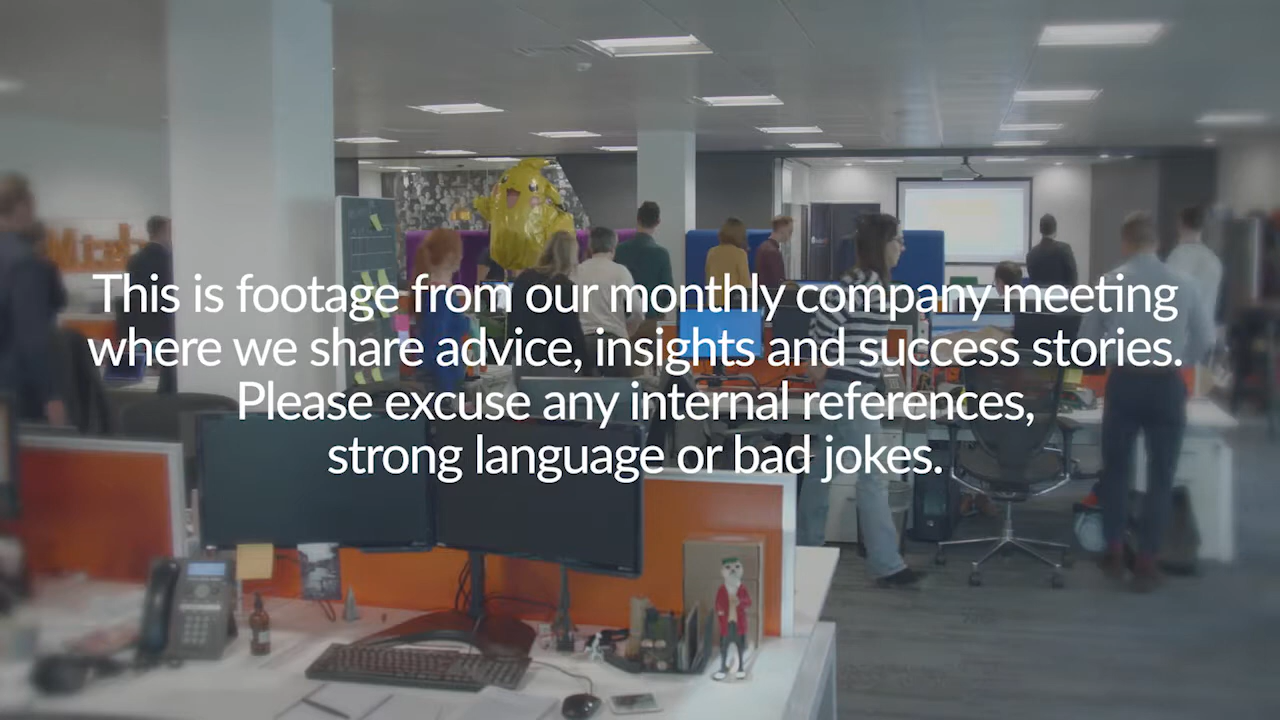 This is footage from our monthly company meeting
where we share advice, insights and success stories.
Please excuse any internal references,
strong language or bad jokes.